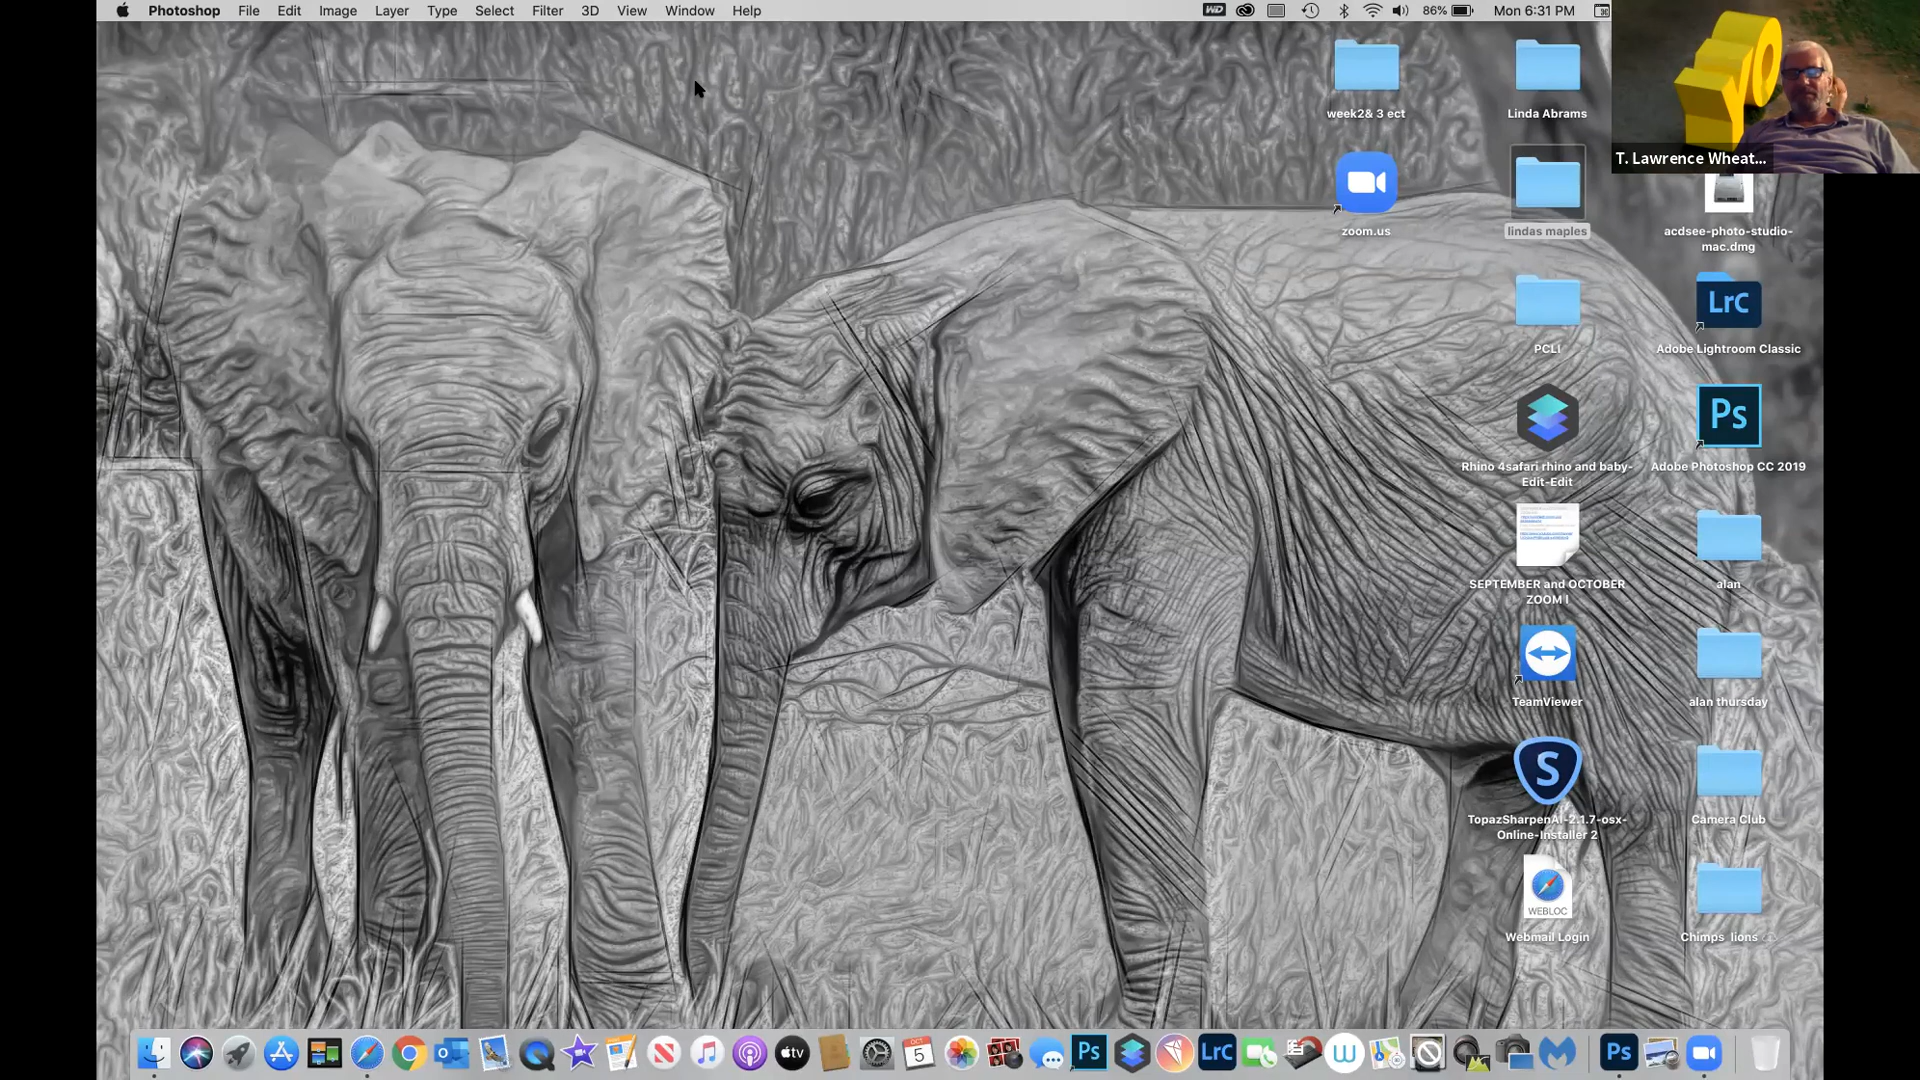 Photoshop File Edit Image Layer Type Select Filter 3D View Window Help
WD 86% Mon 6:31 PM
YO
T. Lawrence Wheat...
week2& 3 ect
Linda Abrams
zoom.us
lindas maples
acdsee-photo-studio-
mac.dmg
PCLI
LrC
Adobe Lightroom Classic
Rhino 4safari rhino and baby-
Edit-Edit
Ps
Adobe Photoshop CC 2019
SEPTEMBER and OCTOBER
ZOOM I
alan
TeamViewer
alan thursday
S
TopazSharpenAI-2.1.7-osx-
Online-Installer 2
Camera Club
WEBLOC
Webmail Login
Chimps lions
tv OCT 5 Ps LrC W Ps